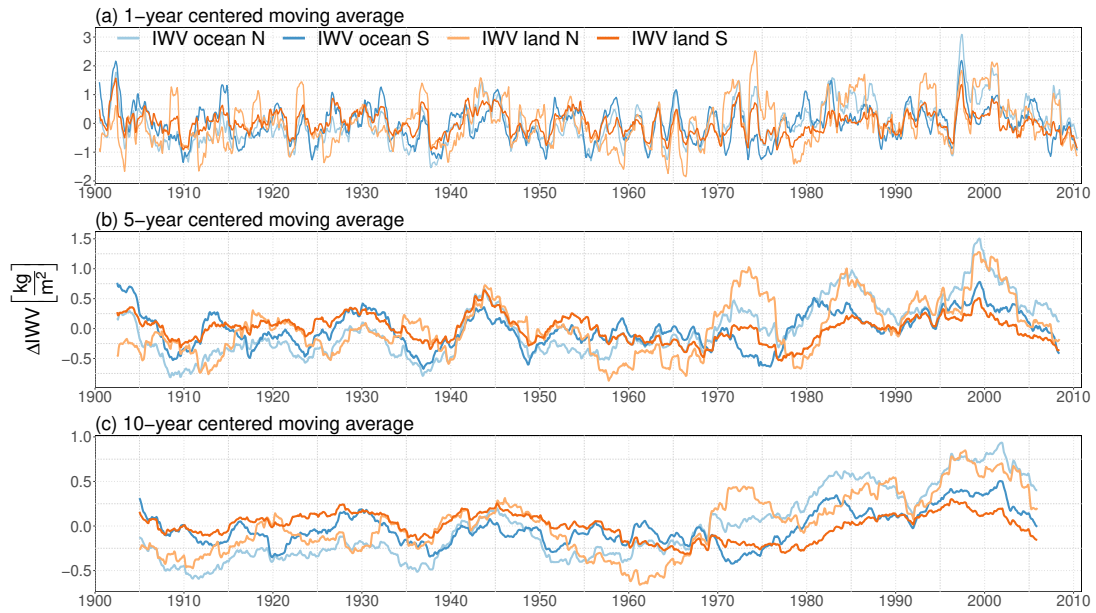 (a) 1−year centered moving average
IWV ocean N IWV ocean S IWV land N IWV land S
3
2
1
0
−1
−2
1900 1910 1920 1930 1940 1950 1960 1970 1980 1990 2000 2010
(b) 5−year centered moving average
ΔIWV [kg/m²]
1.5
1.0
0.5
0.0
−0.5
1900 1910 1920 1930 1940 1950 1960 1970 1980 1990 2000 2010
(c) 10−year centered moving average
1.0
0.5
0.0
−0.5
1900 1910 1920 1930 1940 1950 1960 1970 1980 1990 2000 2010